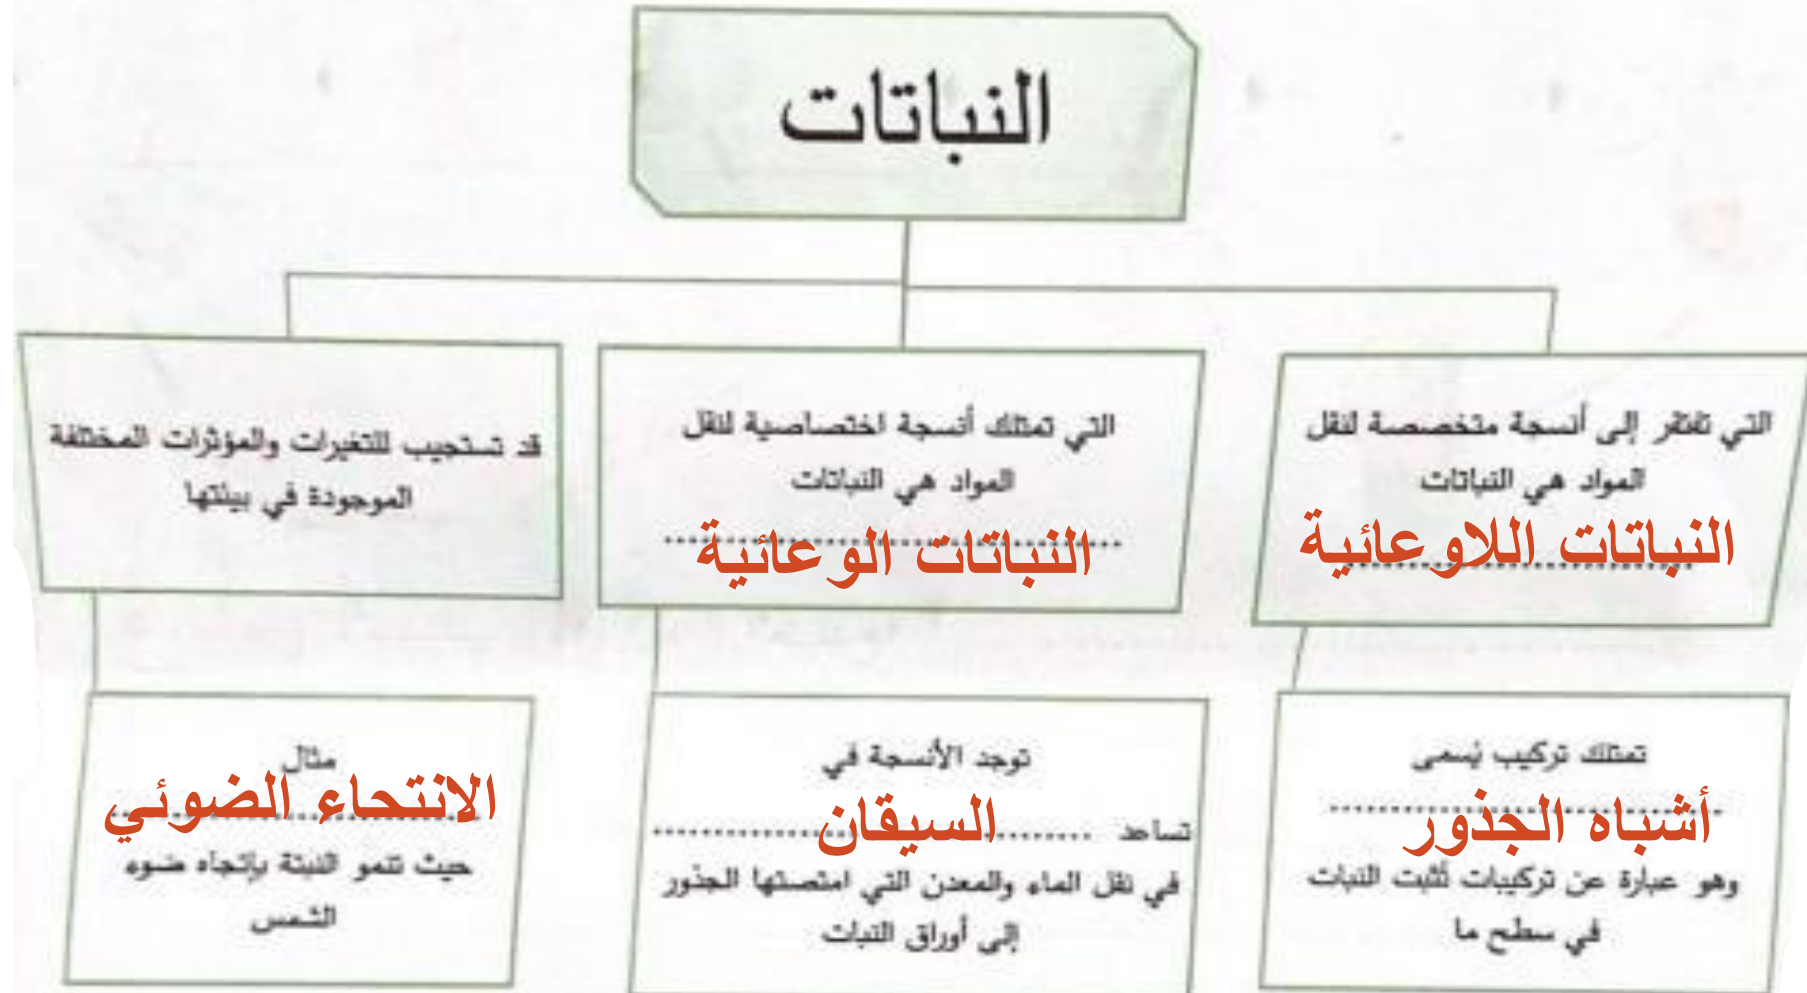 النباتات
التي تفتقر إلى أنسجة متخصصة لنقل
المواد هي النباتات
النباتات اللاوعائية
التي تمتلك أنسجة اختصاصية لنقل
المواد هي النباتات
النباتات الوعائية
قد تستجيب للتغيرات والمؤثرات المختلفة
الموجودة في بيئتها
تمتلك تركيب يُسمى
أشباه الجذور
وهو عبارة عن تركيبات تُثبت النبات
في سطح ما
توجد الأنسجة في
السيقان
تساعد
في نقل الماء والمعدن التي امتصتها الجذور
إلى أوراق النبات
مثال
الانتحاء الضوئي
حيث تنمو النبتة بإتجاه ضوء
الشمس